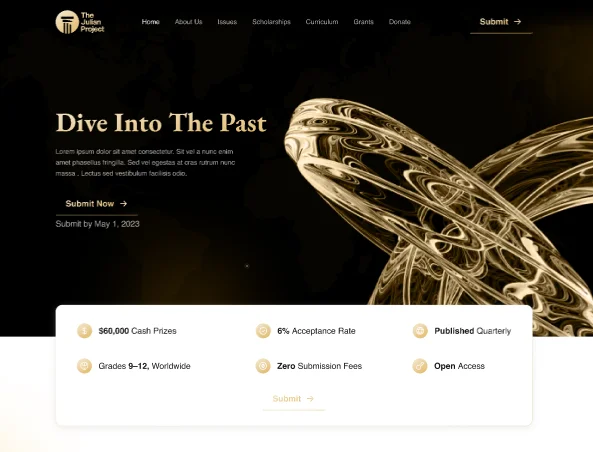 The
Julian
Project
Home About Us Issues Scholarships Curriculum Grants Donate
Submit →
Dive Into The Past
Lorem ipsum dolor sit amet consectetur. Sit vel a nunc enim
amet phasellus fringilla. Sed vel egestas at cras rutrum nunc
massa . Lectus sed vestibulum facilisis odio.
Submit Now →
Submit by May 1, 2023
$60,000 Cash Prizes
6% Acceptance Rate
Published Quarterly
Grades 9–12, Worldwide
Zero Submission Fees
Open Access
Submit →